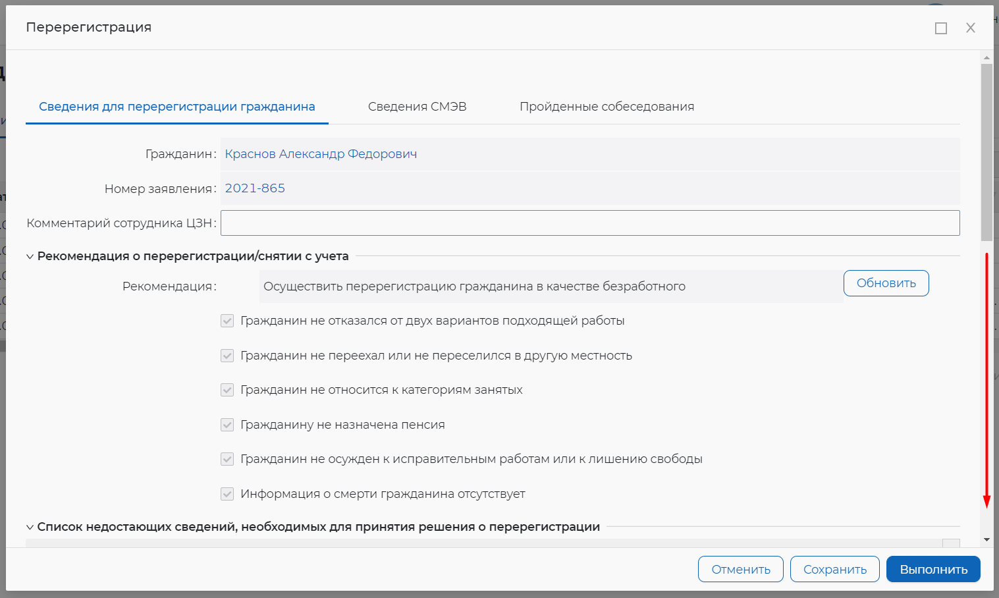 Перерегистрация
Сведения для перерегистрации гражданина
Сведения СМЭВ
Пройденные собеседования
Гражданин: Краснов Александр Федорович
Номер заявления: 2021-865
Комментарий сотрудника ЦЗН:
Рекомендация о перерегистрации/снятии с учета
Рекомендация: Осуществить перерегистрацию гражданина в качестве безработного
Обновить
Гражданин не отказался от двух вариантов подходящей работы
Гражданин не переехал или не переселился в другую местность
Гражданин не относится к категориям занятых
Гражданину не назначена пенсия
Гражданин не осужден к исправительным работам или к лишению свободы
Информация о смерти гражданина отсутствует
Список недостающих сведений, необходимых для принятия решения о перерегистрации
Отменить
Сохранить
Выполнить